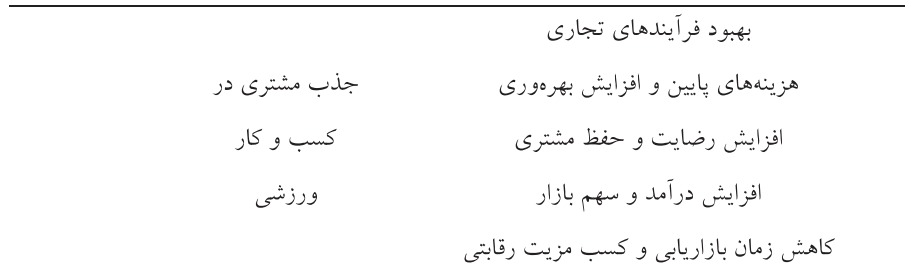 بهبود فرآیندهای تجاری
هزینه‌های پایین و افزایش بهره‌وری
افزایش رضایت و حفظ مشتری
افزایش درآمد و سهم بازار
کاهش زمان بازاریابی و کسب مزیت رقابتی
جذب مشتری در
کسب و کار
ورزشی